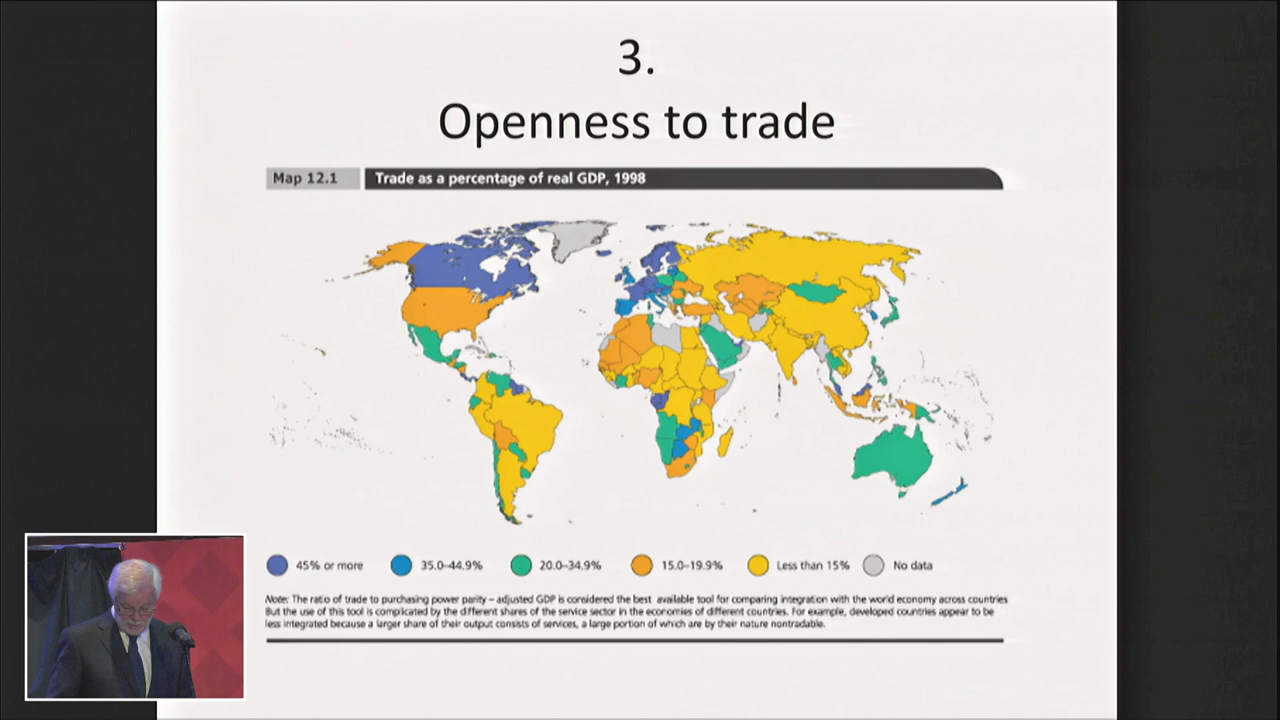 3.
Openness to trade
Map 12.1 Trade as a percentage of real GDP, 1998
45% or more 35.0–44.9% 20.0–34.9% 15.0–19.9% Less than 15% No data
Note: The ratio of trade to purchasing power parity – adjusted GDP is considered the best available tool for comparing integration with the world economy across countries
But the use of this tool is complicated by the different shares of the service sector in the economies of different countries. For example, developed countries appear to be
less integrated because a larger share of their output consists of services, a large portion of which are by their nature nontradable.